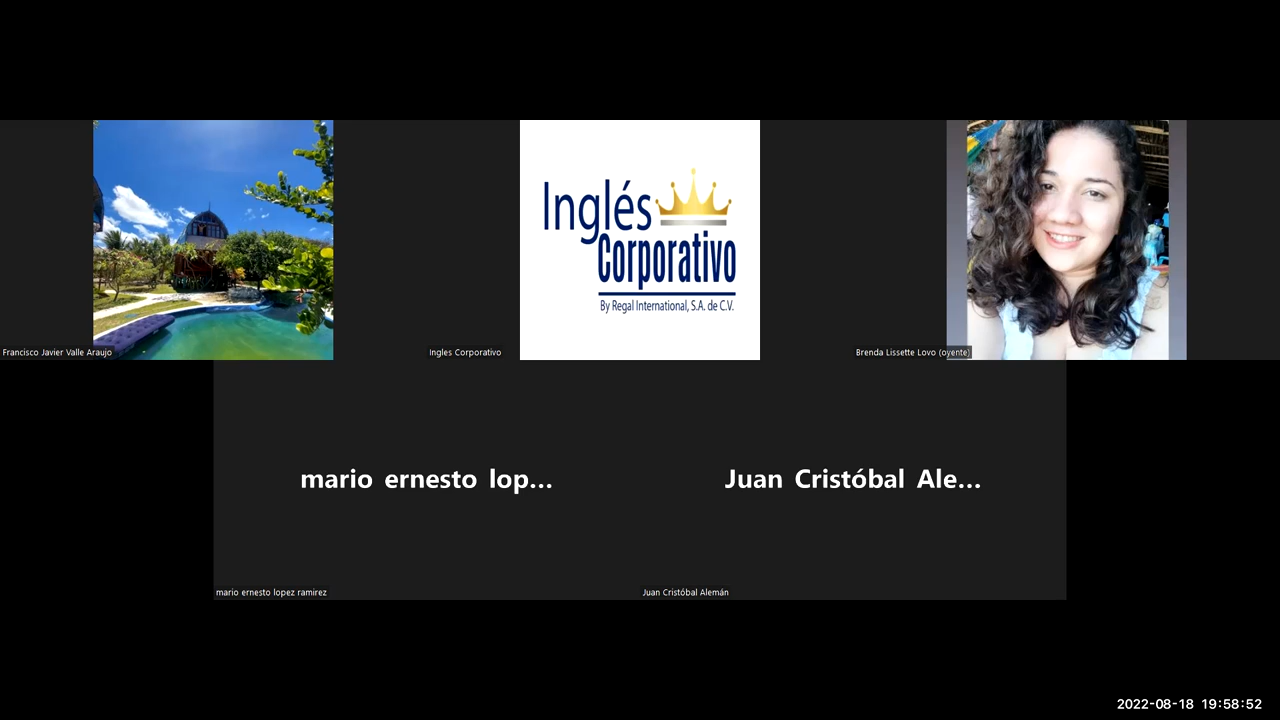 Inglés
Corporativo
By Regal International, S.A. de C.V.
Francisco Javier Valle Araujo
Ingles Corporativo
Brenda Lissette Lovo (oyente)
mario ernesto lop...
Juan Cristóbal Ale...
mario ernesto lopez ramirez
Juan Cristóbal Alemán
2022-08-18 19:58:52